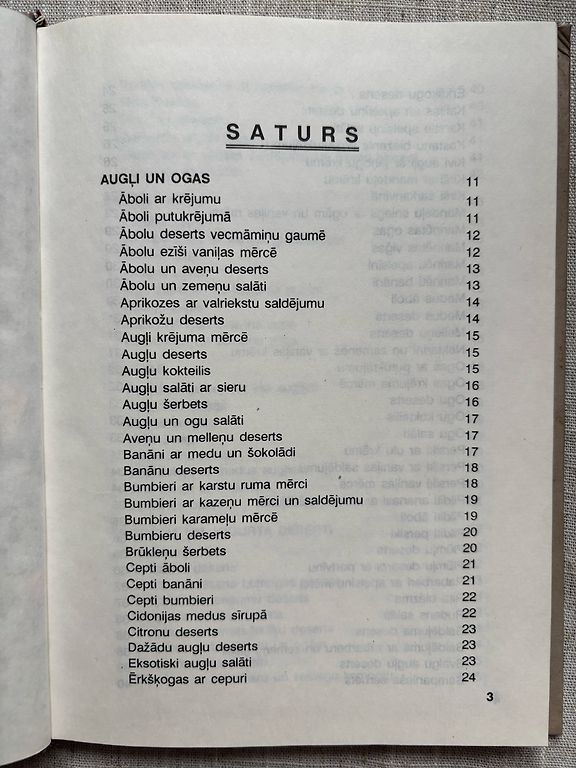 SATURS
AUGĻI UN OGAS 11
Āboli ar krējumu 11
Āboli putukrējumā 11
Ābolu deserts vecmāmiņu gaumē 12
Ābolu ezīši vaniļas mērcē 12
Ābolu un aveņu deserts 13
Ābolu un zemeņu salāti 13
Aprikozes ar valriekstu saldējumu 14
Aprikožu deserts 14
Augļi krējuma mērcē 15
Augļu deserts 15
Augļu kokteilis 15
Augļu salāti ar sieru 16
Augļu šerbets 16
Augļu un ogu salāti 17
Aveņu un melleņu deserts 17
Banāni ar medu un šokolādi 17
Banānu deserts 18
Bumbieri ar karstu ruma mērci 18
Bumbieri ar kazeņu mērci un saldējumu 19
Bumbieri karameļu mērcē 19
Bumbieru deserts 20
Brūkleņu šerbets 20
Cepti āboli 21
Cepti banāni 21
Cepti bumbieri 22
Cidonijas medus sīrupā 22
Citronu deserts 23
Dažādu augļu deserts 23
Eksotiski augļu salāti 23
Ērkšķogas ar cepuri 24
3